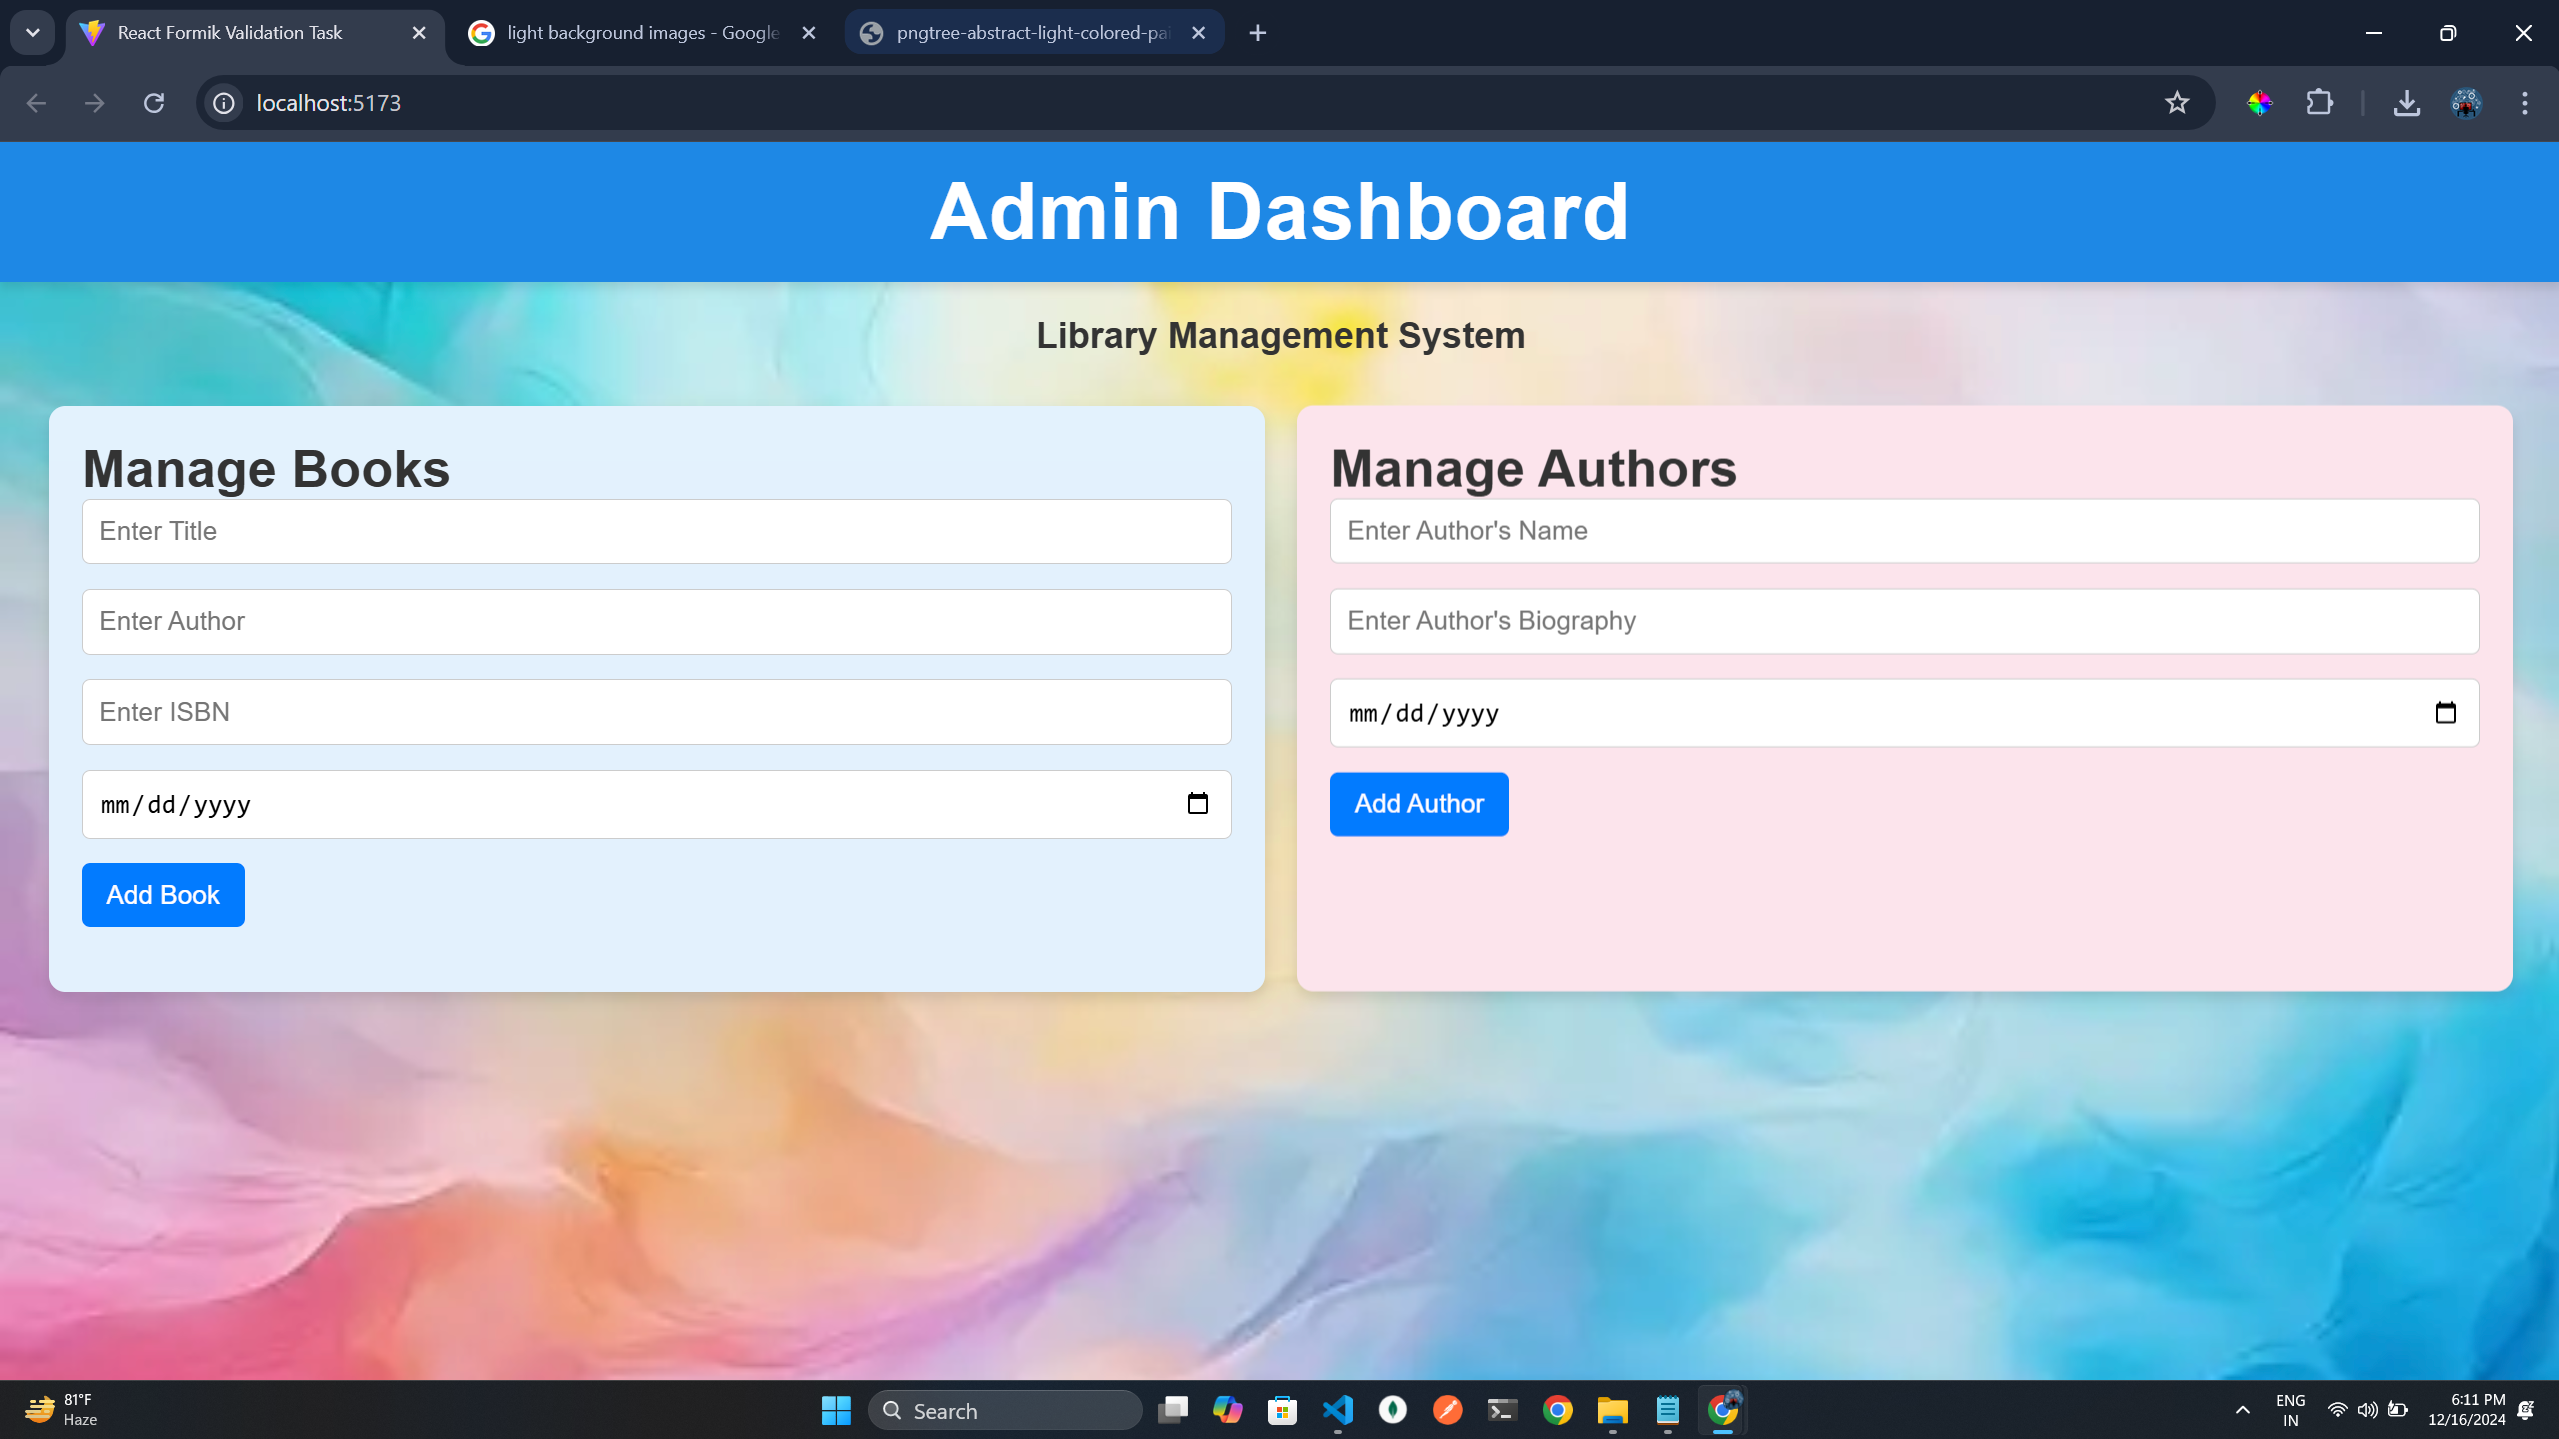 React Formik Validation Task
light background images - Google
pngtree-abstract-light-colored-pai
localhost:5173
Admin Dashboard
Library Management System
Manage Books
Enter Title
Enter Author
Enter ISBN
mm/dd/yyyy
Add Book
Manage Authors
Enter Author's Name
Enter Author's Biography
mm/dd/yyyy
Add Author
81°F
Haze
Search
ENG
IN
6:11 PM
12/16/2024